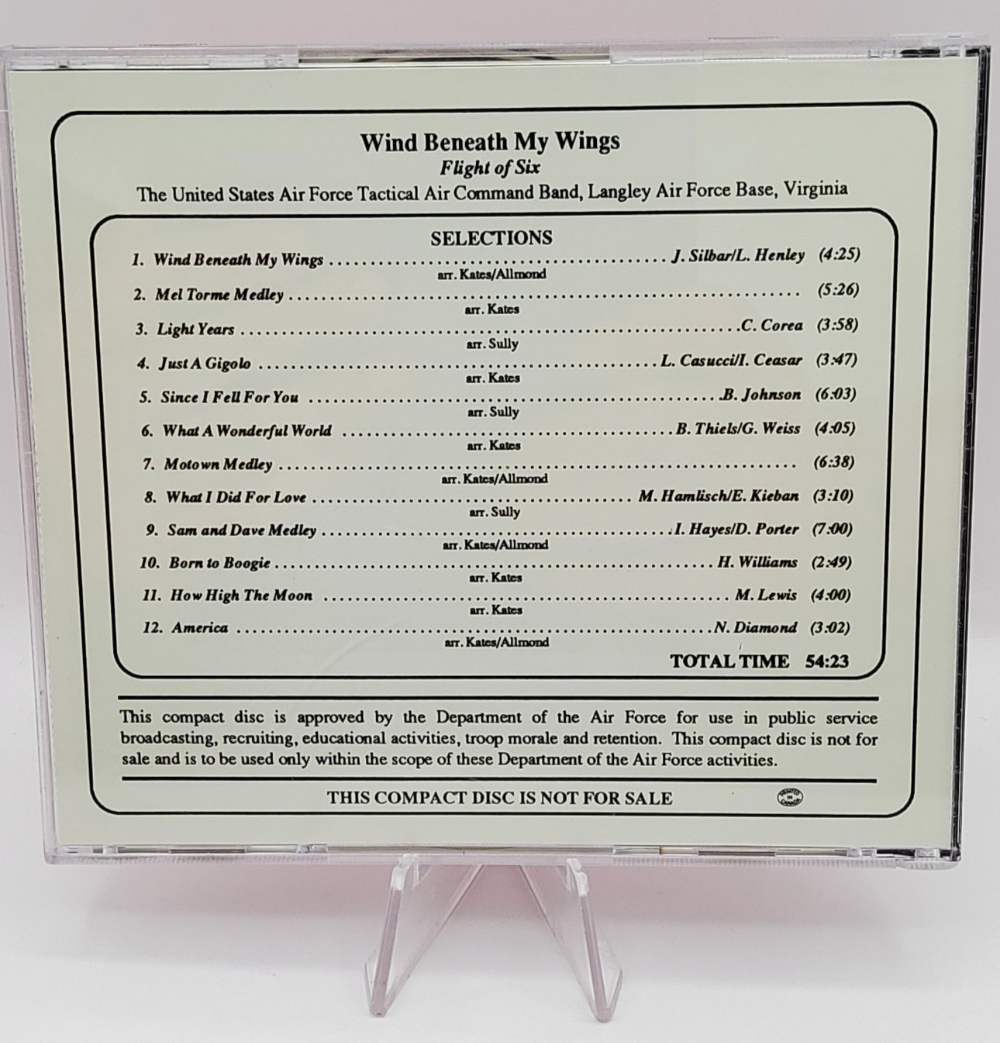 Wind Beneath My Wings
Flight of Six
The United States Air Force Tactical Air Command Band, Langley Air Force Base, Virginia
SELECTIONS
1. Wind Beneath My Wings ........................................ J. Silbar/L. Henley (4:25)
arr. Kates/Allmond
2. Mel Torme Medley ........................................ (5:26)
arr. Kates
3. Light Years ........................................ C. Corea (3:58)
arr. Sully
4. Just A Gigolo ........................................ L. Casucci/I. Ceasar (3:47)
arr. Kates
5. Since I Fell For You ........................................ B. Johnson (6:03)
arr. Sully
6. What A Wonderful World ........................................ B. Thiels/G. Weiss (4:05)
arr. Kates
7. Motown Medley ........................................ (6:38)
arr. Kates/Allmond
8. What I Did For Love ........................................ M. Hamlisch/E. Kieban (3:10)
arr. Sully
9. Sam and Dave Medley ........................................ I. Hayes/D. Porter (7:00)
arr. Kates/Allmond
10. Born to Boogie ........................................ H. Williams (2:49)
arr. Kates
11. How High The Moon ........................................ M. Lewis (4:00)
arr. Kates
12. America ........................................ N. Diamond (3:02)
arr. Kates/Allmond
TOTAL TIME 54:23
This compact disc is approved by the Department of the Air Force for use in public service
broadcasting, recruiting, educational activities, troop morale and retention. This compact disc is not for
sale and is to be used only within the scope of these Department of the Air Force activities.
THIS COMPACT DISC IS NOT FOR SALE
PRINTED
IN
CANADA